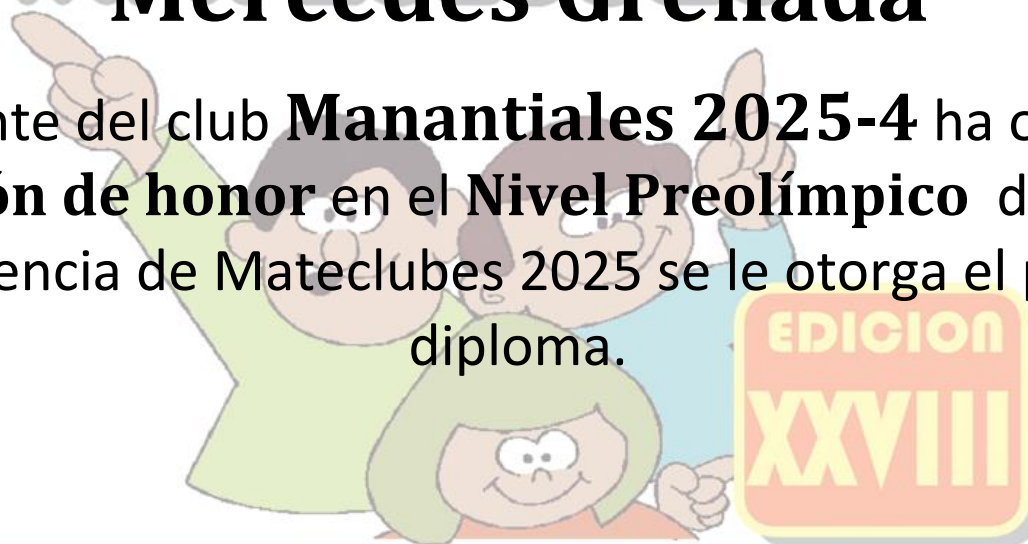 Mercedes Grenada
nte del club Manantiales 2025-4 ha o
ón de honor en el Nivel Preolímpico d
encia de Mateclubes 2025 se le otorga el p
diploma.
EDICION
XXVIII